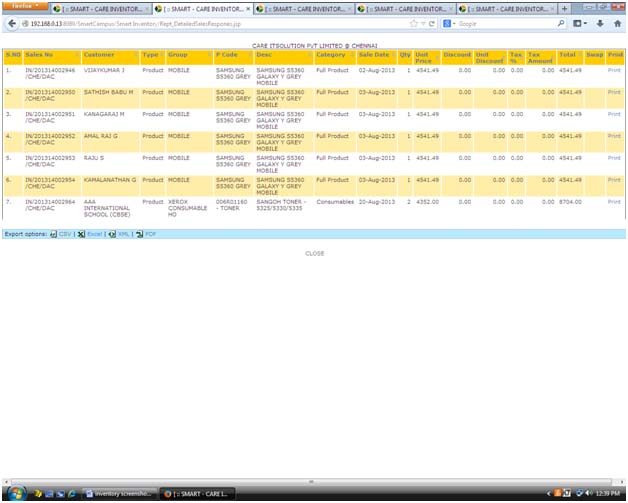 Firefox
[ :: SMART - CARE INVENTOR... × [ :: SMART - CARE INVENTOR... × [ :: SMART - CARE INVENTOR... × [ :: SMART - CARE INVENTOR... × [ :: SMART - CARE INVENTOR... × +
192.168.0.13:8989/SmartCampus/Smart Inventory/Rept_DetailedSalesResponses.jsp Google
CARE ITSOLUTION PVT LIMITED @ CHENNAI
S.NO Sales No Customer Type Group P Code Desc Category Sale Date Qty Unit Price Discount Unit Discount Tax % Tax Amount Total Swap Print
1. IN/201314002946 VIJAYKUMAR J Product MOBILE SAMSUNG SAMSUNG S5360 Full Product 02-Aug-2013 1 4541.49 0.00 0.00 0.00 0.00 4541.49 Print
/CHE/DAC S5360 GREY GALAXY Y GREY
MOBILE
2. IN/201314002950 SATHISH BABU M Product MOBILE SAMSUNG SAMSUNG S5360 Full Product 03-Aug-2013 1 4541.49 0.00 0.00 0.00 0.00 4541.49 Print
/CHE/DAC S5360 GREY GALAXY Y GREY
MOBILE
3. IN/201314002951 KANAGARAJ M Product MOBILE SAMSUNG SAMSUNG S5360 Full Product 03-Aug-2013 1 4541.49 0.00 0.00 0.00 0.00 4541.49 Print
/CHE/DAC S5360 GREY GALAXY Y GREY
MOBILE
4. IN/201314002952 AMAL RAJ G Product MOBILE SAMSUNG SAMSUNG S5360 Full Product 03-Aug-2013 1 4541.49 0.00 0.00 0.00 0.00 4541.49 Print
/CHE/DAC S5360 GREY GALAXY Y GREY
MOBILE
5. IN/201314002953 RAJU S Product MOBILE SAMSUNG SAMSUNG S5360 Full Product 03-Aug-2013 1 4541.49 0.00 0.00 0.00 0.00 4541.49 Print
/CHE/DAC S5360 GREY GALAXY Y GREY
MOBILE
6. IN/201314002954 KAMALANATHAN G Product MOBILE SAMSUNG SAMSUNG S5360 Full Product 03-Aug-2013 1 4541.49 0.00 0.00 0.00 0.00 4541.49 Print
/CHE/DAC S5360 GREY GALAXY Y GREY
MOBILE
7. IN/201314002964 AAA Product XEROX 006R01160 SANGOH TONER - Consumables 20-Aug-2013 2 4352.00 0.00 0.00 0.00 0.00 8704.00 Print
/CHE/DAC INTERNATIONAL CONSUMABLE - TONER 5325/5330/5335
SCHOOL (CBSE) HO
Export options: CSV | Excel | XML | PDF
CLOSE
inventory screensho... [ :: SMART - CARE I... 12:39 PM